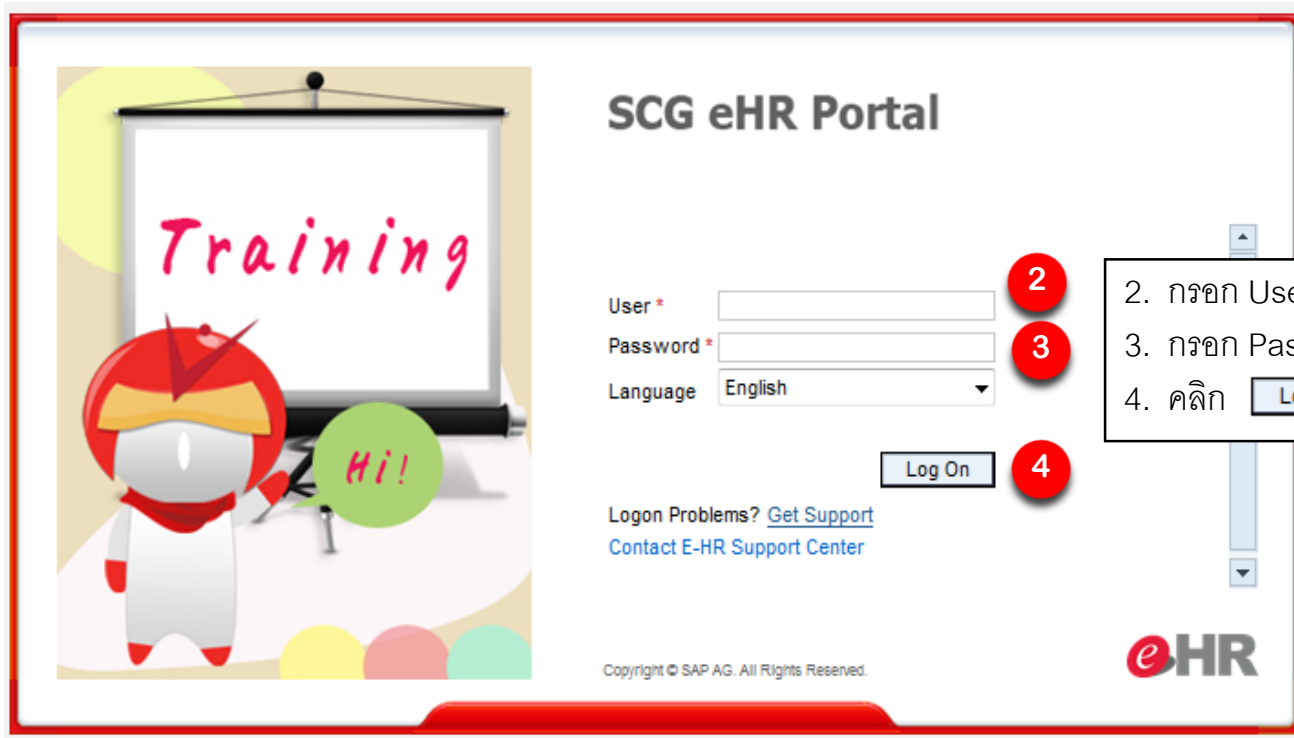 SCG eHR Portal
Training
Hi!
User *
2
Password *
3
Language English
Log On
4
Logon Problems? Get Support
Contact E-HR Support Center
2. กรอก
3. กรอก
4. คลิก
Copyright © SAP AG. All Rights Reserved.
eHR